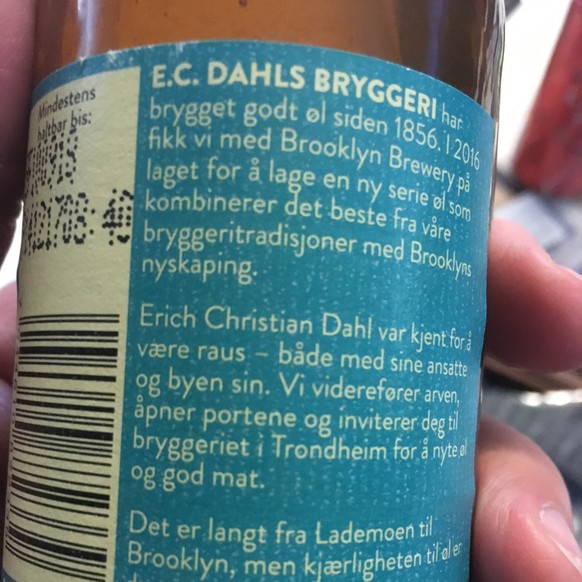 Mindestens
haltbar bis:
E.C. DAHLS BRYGGERI har
brygget godt øl siden 1856. I 2016
fikk vi med Brooklyn Brewery på
laget for å lage en ny serie øl som
kombinerer det beste fra våre
bryggeritradisjoner med Brooklyns
nyskaping.
Erich Christian Dahl var kjent for å
være raus – både med sine ansatte
og byen sin. Vi viderefører arven,
åpner portene og inviterer deg til
bryggeriet i Trondheim for å nyte øl
og god mat.
Det er langt fra Lademoen til
Brooklyn, men kjærligheten til øl er